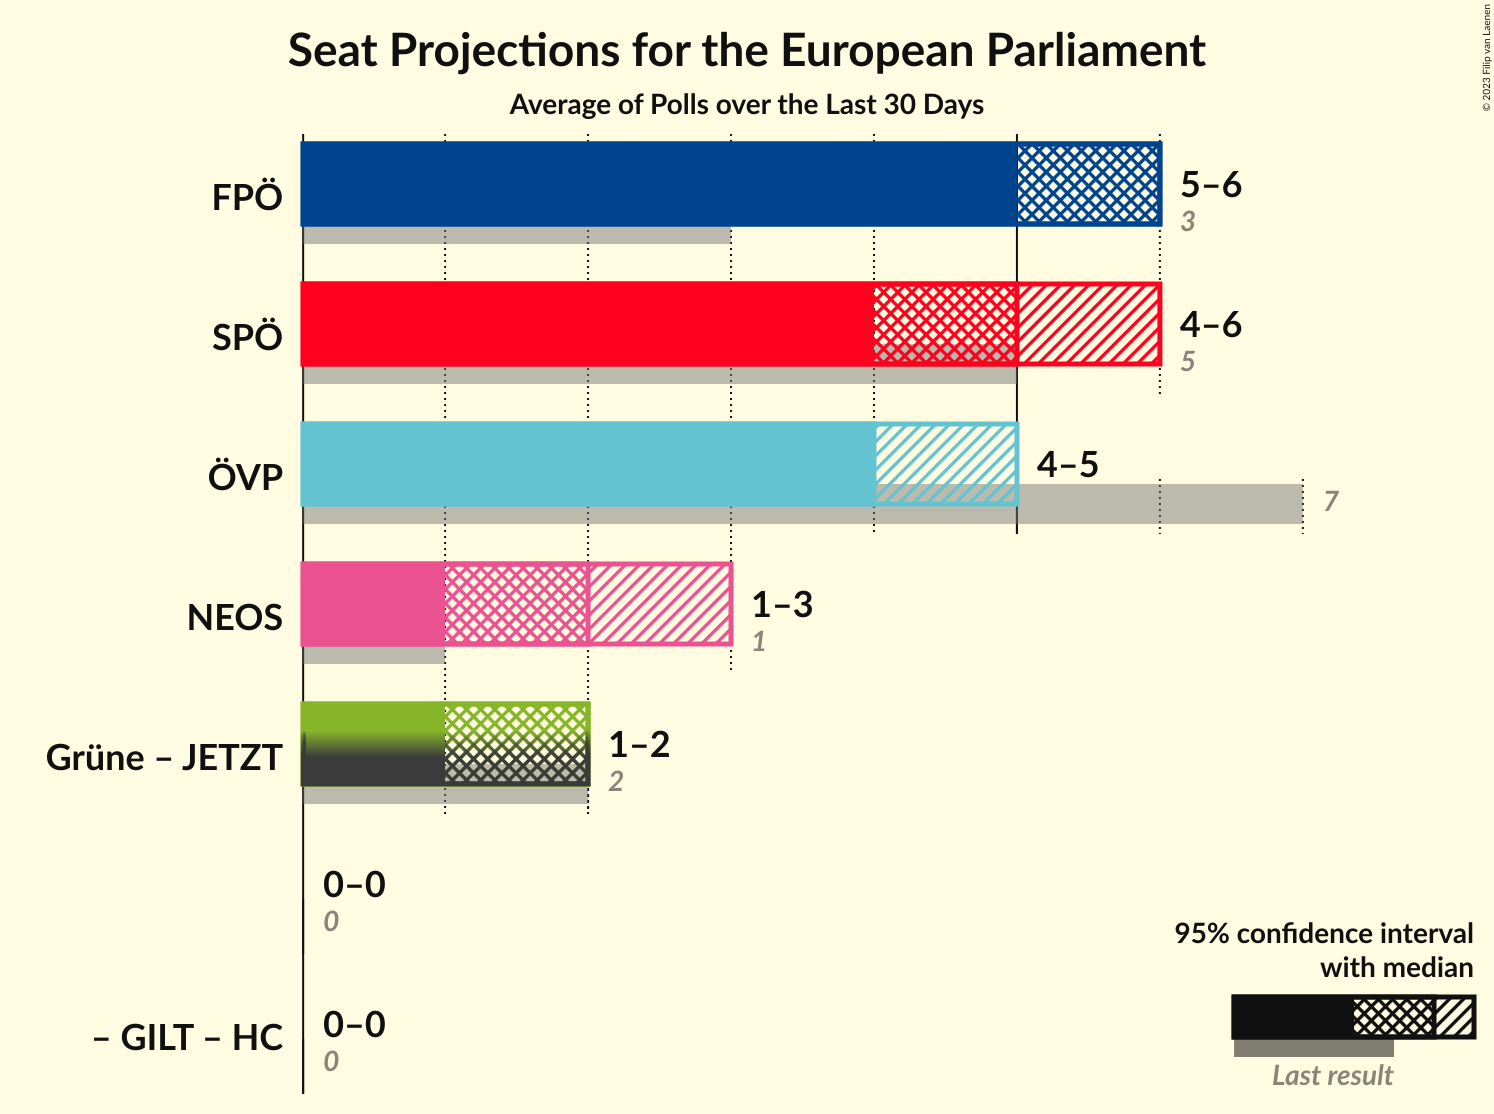 Seat Projections for the European Parliament
Average of Polls over the Last 30 Days
© 2023 Filip van Laenen
FPÖ
5–6
3
SPÖ
4–6
5
ÖVP
4–5
7
NEOS
1–3
1
Grüne – JETZT
1–2
2
0–0
0
– GILT – HC
0–0
0
95% confidence interval
with median
Last result